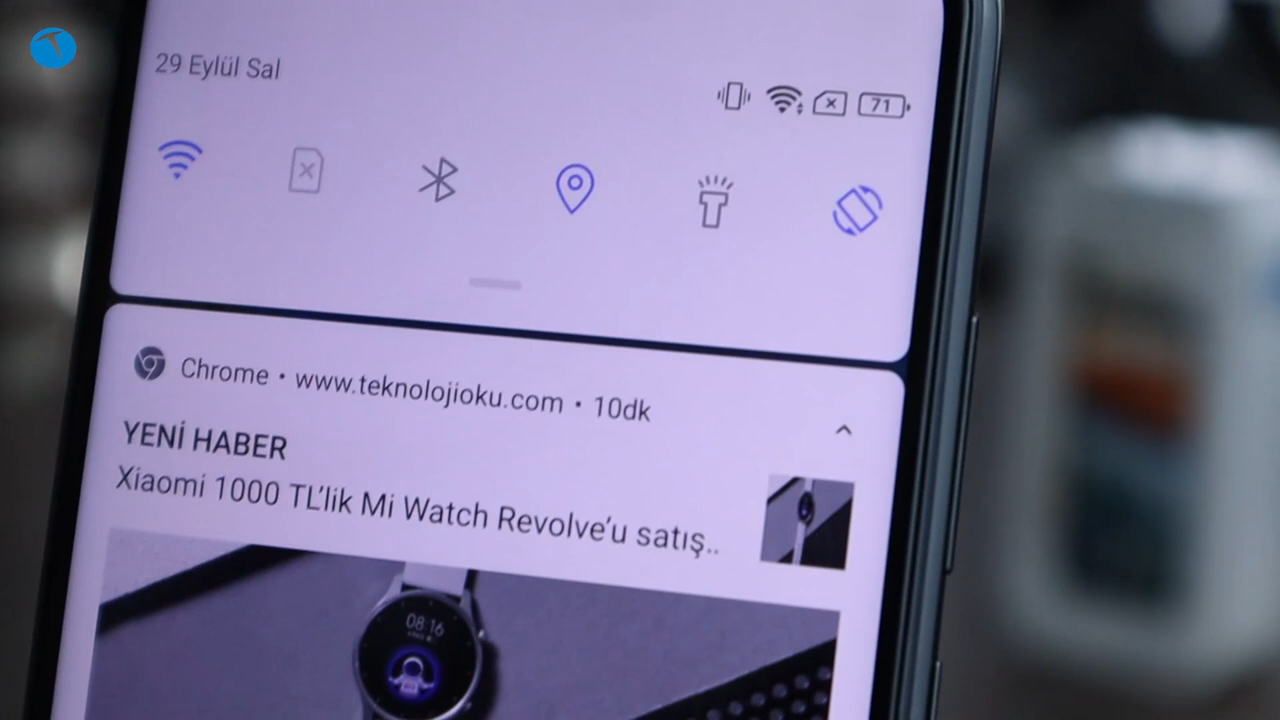 29 Eylül Sal
71
Chrome • www.teknolojioku.com • 10dk
YENİ HABER
Xiaomi 1000 TL'lik Mi Watch Revolve'u satış..
08:16